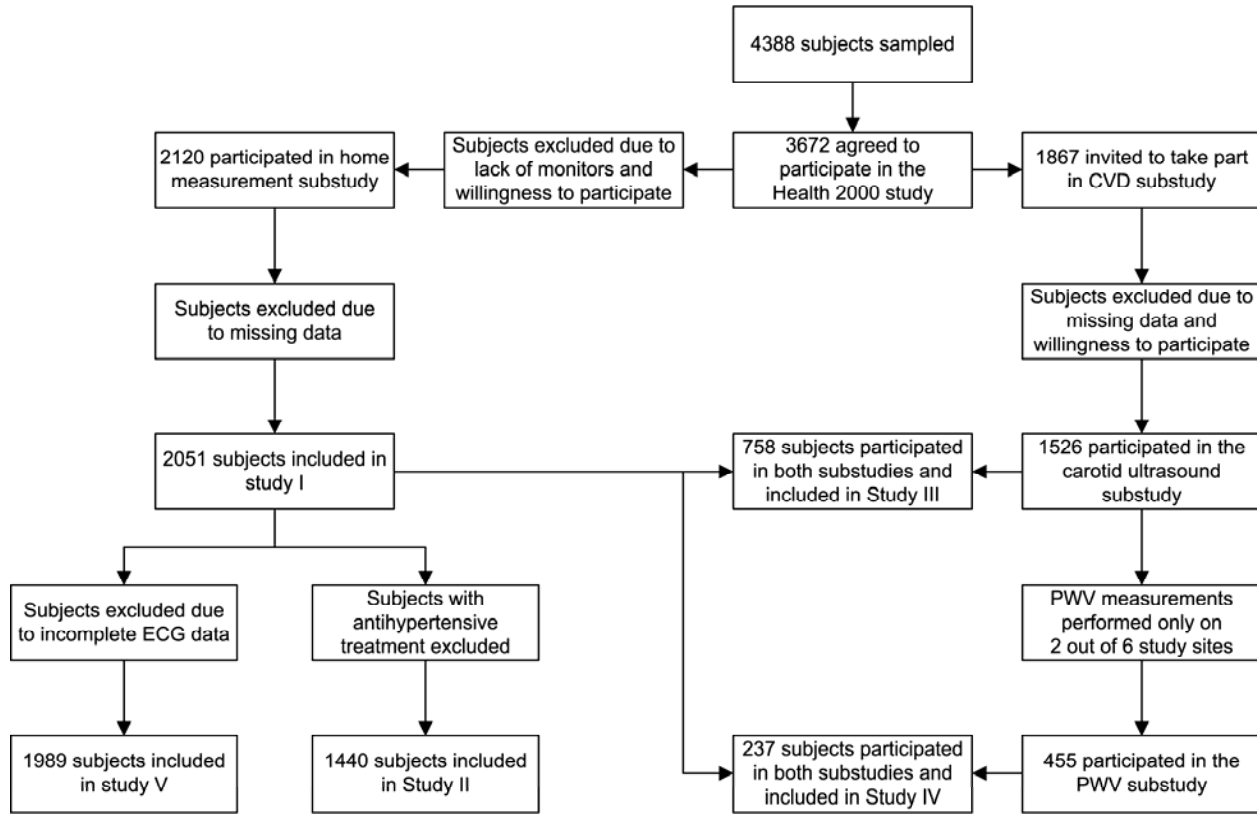 4388 subjects sampled
2120 participated in home
measurement substudy
Subjects excluded due to
lack of monitors and
willingness to participate
3672 agreed to
participate in the
Health 2000 study
1867 invited to take part
in CVD substudy
Subjects excluded due
to missing data
Subjects excluded due to
missing data and
willingness to participate
2051 subjects included in
study I
758 subjects participated
in both substudies and
included in Study III
1526 participated in the
carotid ultrasound
substudy
Subjects excluded due
to incomplete ECG data
Subjects with
antihypertensive
treatment excluded
PWV measurements
performed only on
2 out of 6 study sites
1989 subjects included
in study V
1440 subjects included
in Study II
237 subjects participated
in both substudies and
included in Study IV
455 participated in the
PWV substudy